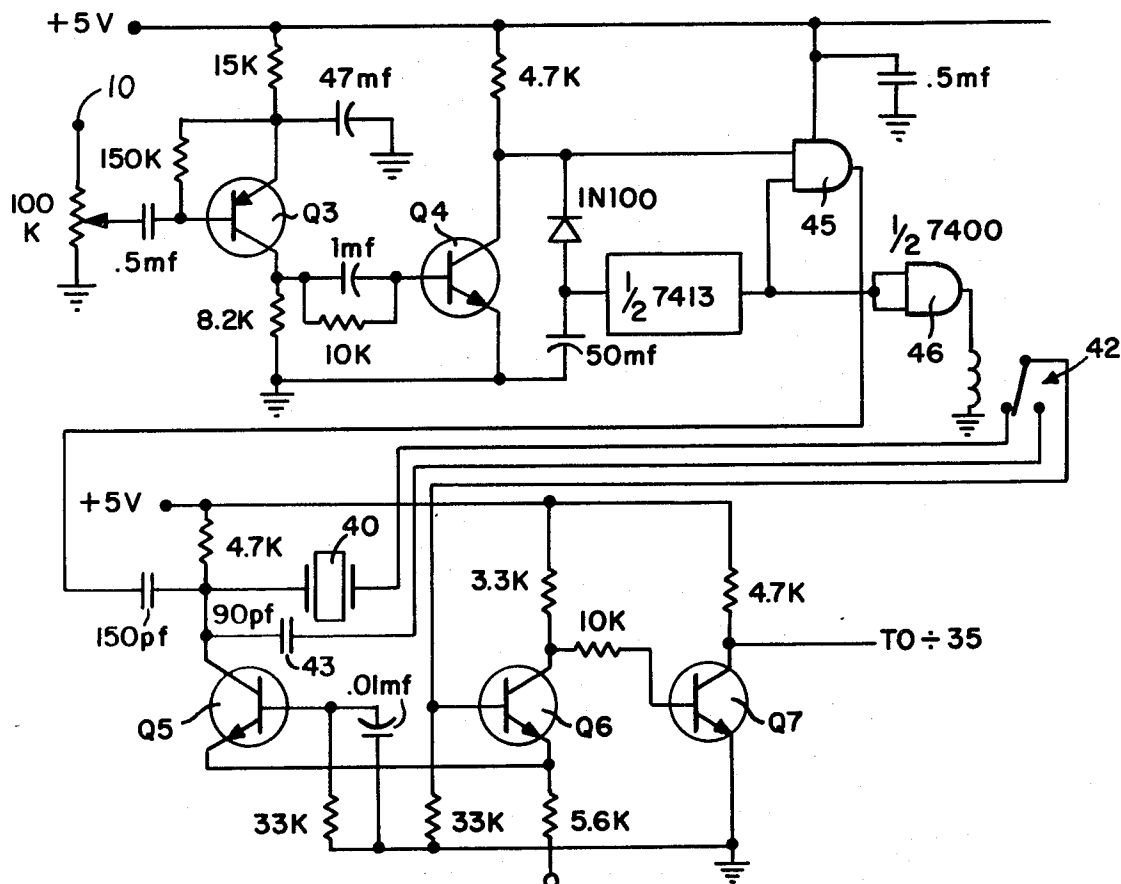 +5V
10
15K
47mf
4.7K
.5mf
150K
100
K
.5mf
Q3
Q4
1mf
1N100
45
1/2 7400
8.2K
10K
1/2 7413
50mf
46
42
+5V
4.7K
40
3.3K
4.7K
150pf
90pf
43
10K
TO ÷ 35
.01mf
Q5
Q6
Q7
33K
33K
5.6K